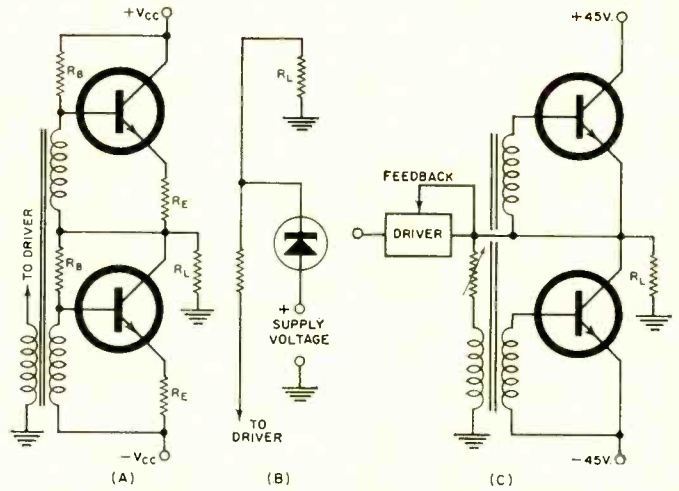 +VCC
RB
RE
TO DRIVER
RB
RL
RE
-VCC
(A)
RL
+
SUPPLY
VOLTAGE
TO
DRIVER
(B)
+45V.
FEEDBACK
DRIVER
RL
-45V.
(C)